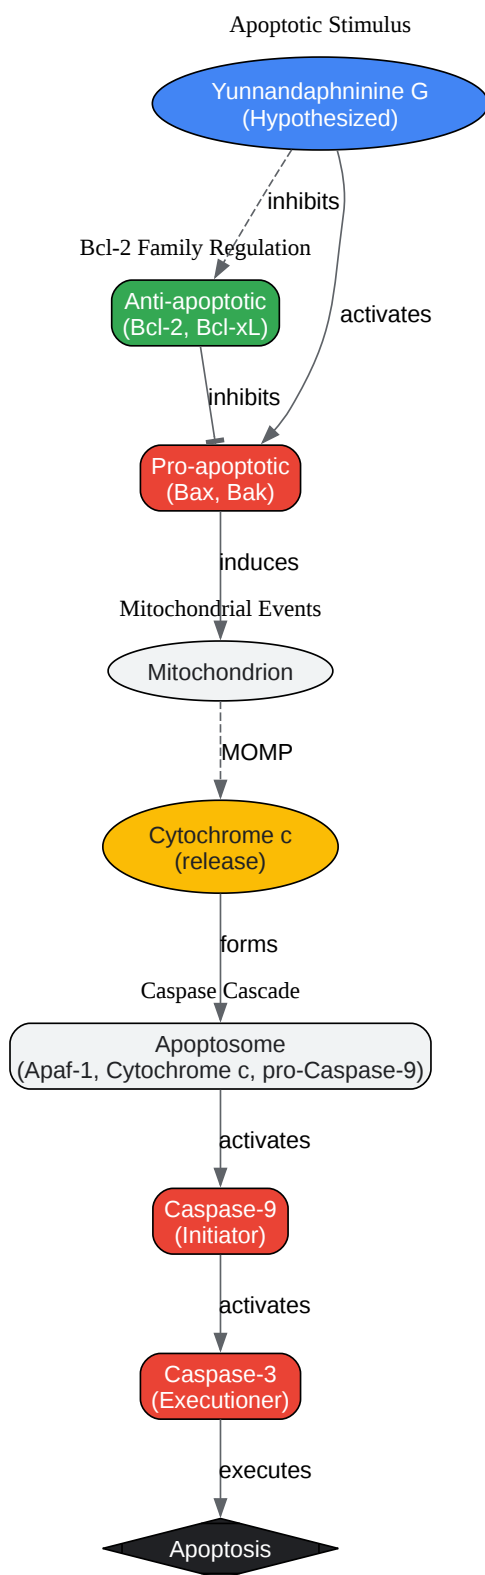 Apoptotic Stimulus
Yunnandaphninine G
(Hypothesized)
inhibits
Bcl-2 Family Regulation
Anti-apoptotic
(Bcl-2, Bcl-xL)
activates
inhibits
Pro-apoptotic
(Bax, Bak)
induces
Mitochondrial Events
Mitochondrion
MOMP
Cytochrome c
(release)
forms
Caspase Cascade
Apoptosome
(Apaf-1, Cytochrome c, pro-Caspase-9)
activates
Caspase-9
(Initiator)
activates
Caspase-3
(Executioner)
executes
Apoptosis